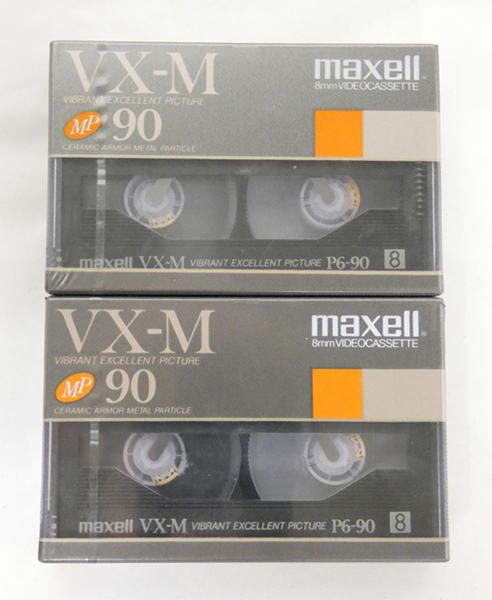 VX-M
maxell
8mm VIDEOCASSETTE
VIBRANT EXCELLENT PICTURE
MP 90
CERAMIC ARMOR METAL PARTICLE
maxell VX-M VIBRANT EXCELLENT PICTURE P6-90 8
VX-M
maxell
8mm VIDEOCASSETTE
VIBRANT EXCELLENT PICTURE
MP 90
CERAMIC ARMOR METAL PARTICLE
maxell VX-M VIBRANT EXCELLENT PICTURE P6-90 8